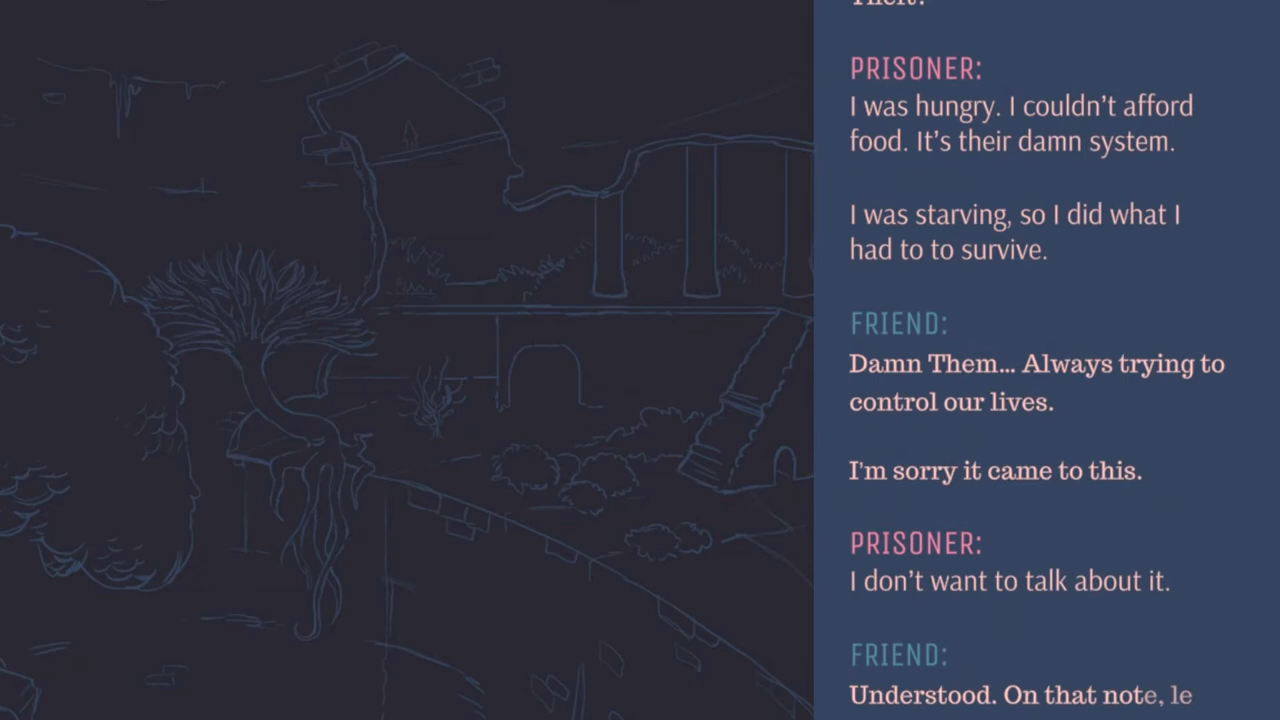 Theft?
PRISONER:
I was hungry. I couldn’t afford
food. It’s their damn system.
I was starving, so I did what I
had to to survive.
FRIEND:
Damn Them... Always trying to
control our lives.
I'm sorry it came to this.
PRISONER:
I don’t want to talk about it.
FRIEND:
Understood. On that note, le